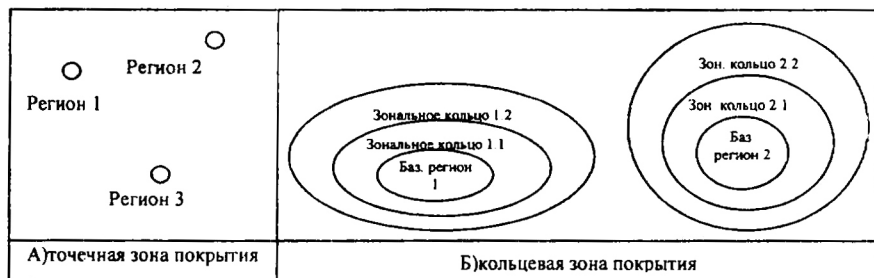 Регион 2
Регион 1
Регион 3
Зональное кольцо 1.2
Зональное кольцо 1 1
Баз. регион
1
Зон. кольцо 2 2
Зон кольцо 2 1
Баз
регион 2
А)точечная зона покрытия
Б)кольцевая зона покрытия